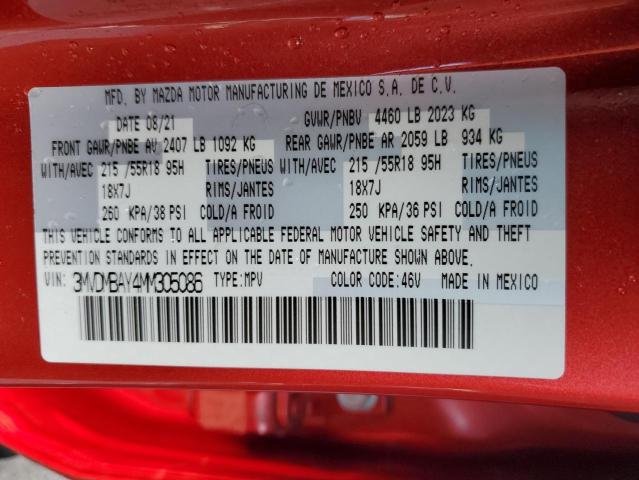 MFD. BY MAZDA MOTOR MANUFACTURING DE MEXICO S.A. DE C.V.
DATE 08/21 GVWR/PNBV 4460 LB 2023 KG
FRONT GAWR/PNBE AV 2407 LB 1092 KG REAR GAWR/PNBE AR 2059 LB 934 KG
WITH/AVEC 215 /55R18 95H TIRES/PNEUS WITH/AVEC 215 /55R18 95H TIRES/PNEUS
18X7J RIMS/JANTES 18X7J RIMS/JANTES
260 KPA/38 PSI COLD/A FROID 250 KPA/36 PSI COLD/A FROID
THIS VEHICLE CONFORMS TO ALL APPLICABLE FEDERAL MOTOR VEHICLE SAFETY AND THEFT
PREVENTION STANDARDS IN EFFECT ON THE DATE OF MANUFACTURE SHOWN ABOVE.
VIN: 3MVDMBAY4MM305086 TYPE:MPV COLOR CODE:46V MADE IN MEXICO